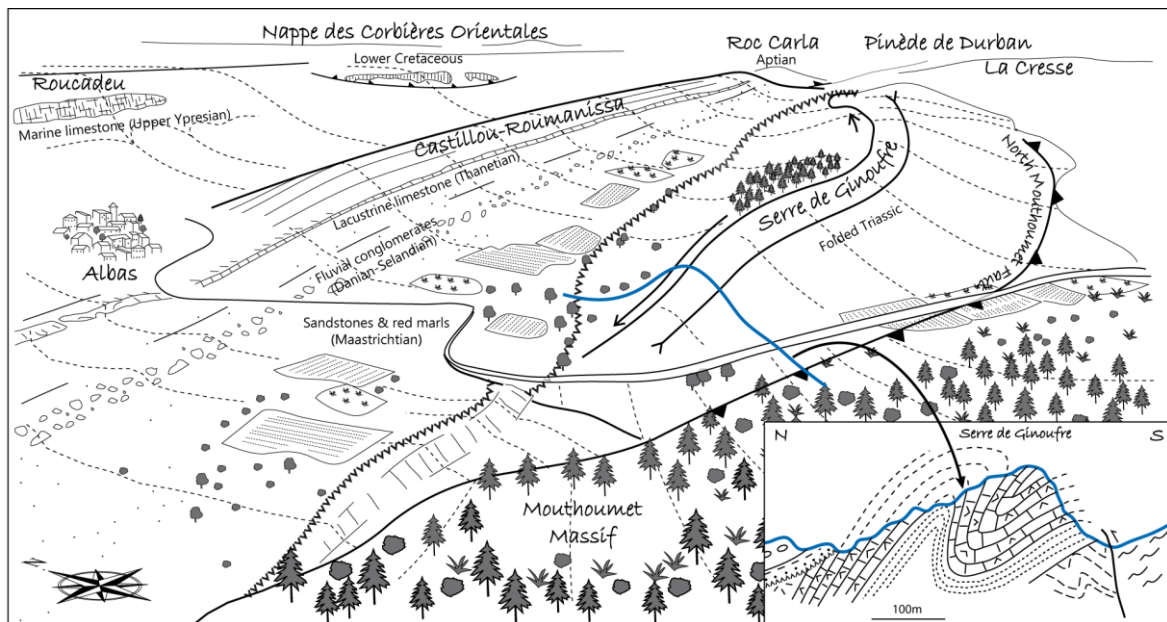 Nappe des Corbières Orientales
Roc Carla
Aptian
Pinède de Durban
La Cresse
Lower Cretaceous
Roucadeu
Marine limestone (Upper Ypresian)
Castillou-Roumanissa
Lacustrine limestone (Thanetian)
Fluvial conglomerates
(Danian-Selandian)
Serre de Ginoufre
Folded Triassic
North Mouthoumet Fault
Albas
Sandstones & red marls
(Maastrichtian)
Mouthoumet
Massif
N
N
Serre de Ginoufre
S
100m